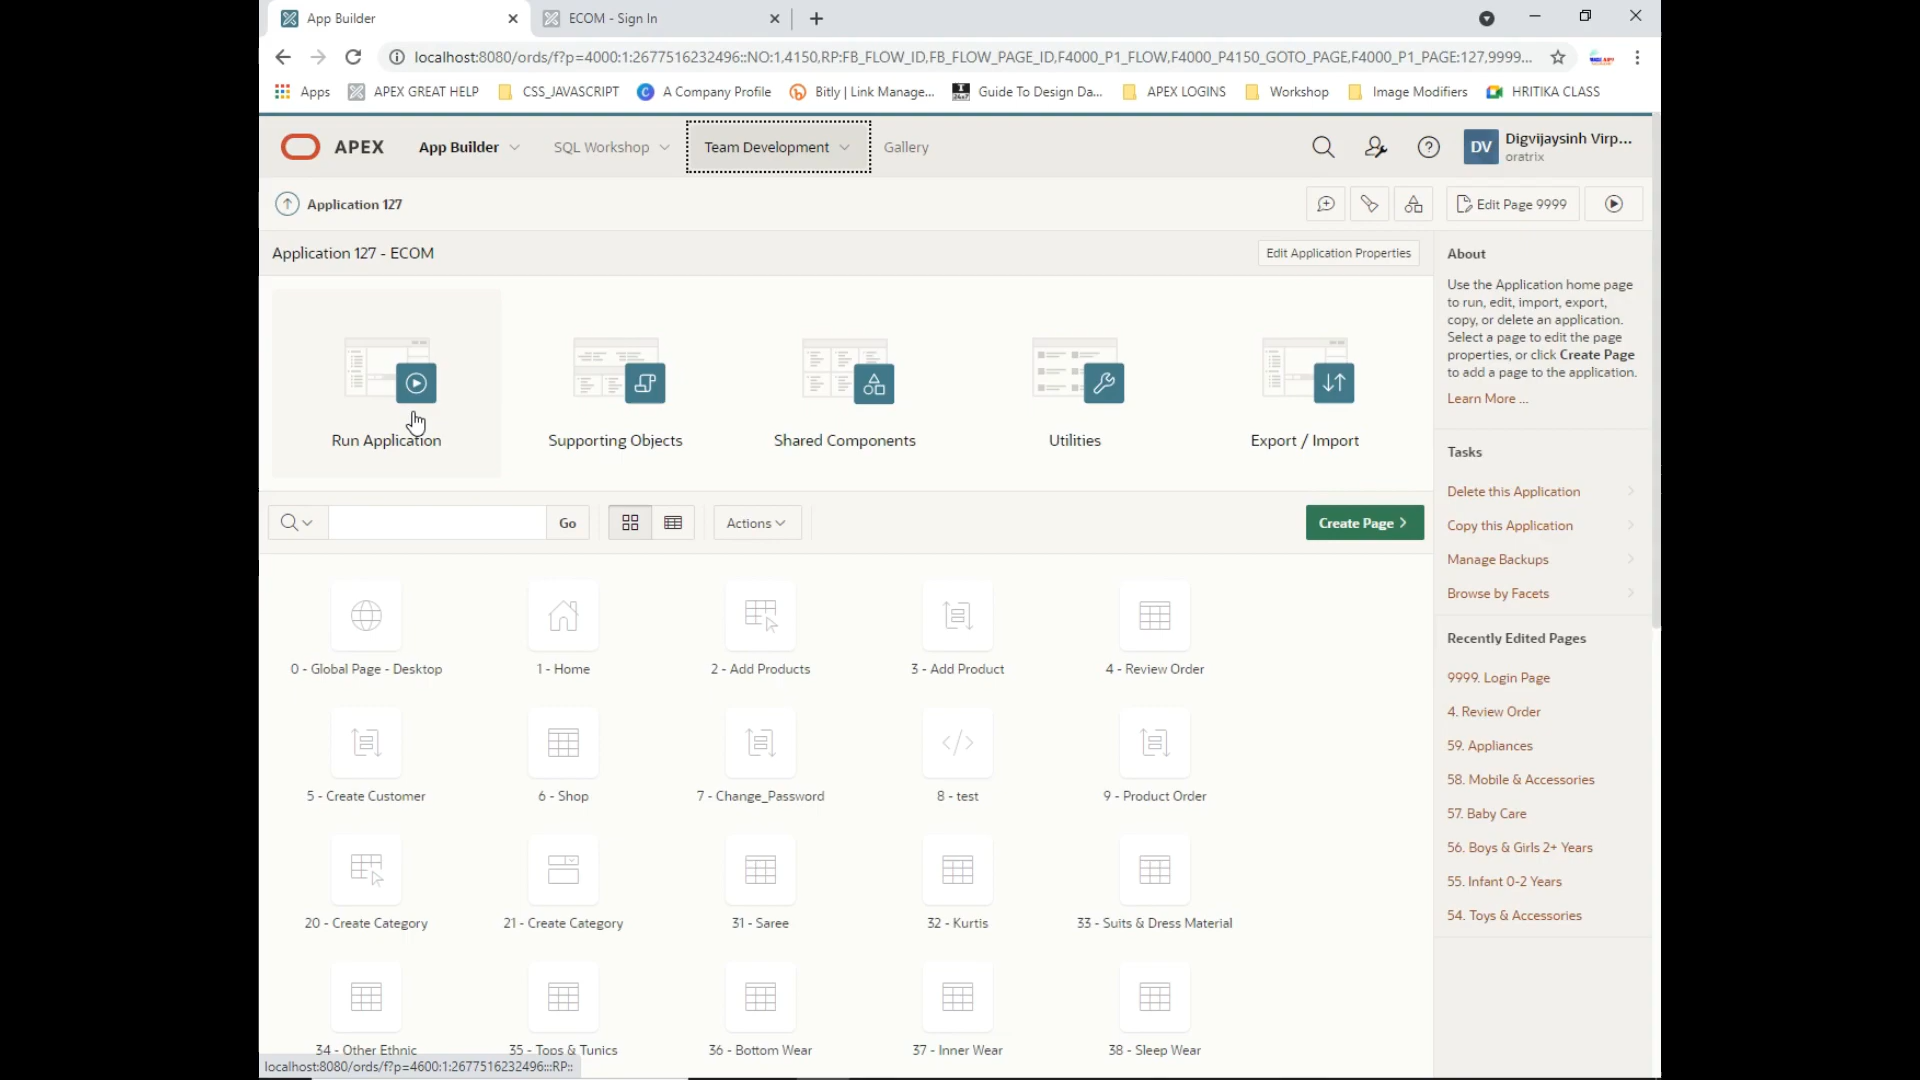 App Builder
ECOM - Sign In
localhost:8080/ords/f?p=4000:1:2677516232496::NO:1,4150,RP:FB_FLOW_ID,FB_FLOW_PAGE_ID,F4000_P1_FLOW,F4000_P4150_GOTO_PAGE,F4000_P1_PAGE:127,9999...
Apps
APEX GREAT HELP
CSS_JAVASCRIPT
A Company Profile
Bitly | Link Manage...
Guide To Design Da...
APEX LOGINS
Workshop
Image Modifiers
HRITIKA CLASS
APEX
App Builder
SQL Workshop
Team Development
Gallery
DV
Digvijaysinh Virp...
oratrix
Application 127
Edit Page 9999
Application 127 - ECOM
Edit Application Properties
Run Application
Supporting Objects
Shared Components
Utilities
Export / Import
Go
Actions
Create Page
0 - Global Page - Desktop
1 - Home
2 - Add Products
3 - Add Product
4 - Review Order
5 - Create Customer
6 - Shop
7 - Change_Password
8 - test
9 - Product Order
20 - Create Category
21 - Create Category
31 - Saree
32 - Kurtis
33 - Suits & Dress Material
34 - Other Ethnic
35 - Tops & Tunics
36 - Bottom Wear
37 - Inner Wear
38 - Sleep Wear
About
Use the Application home page
to run, edit, import, export,
copy, or delete an application.
Select a page to edit the page
properties, or click Create Page
to add a page to the application.
Learn More ...
Tasks
Delete this Application
Copy this Application
Manage Backups
Browse by Facets
Recently Edited Pages
9999. Login Page
4. Review Order
59. Appliances
58. Mobile & Accessories
57. Baby Care
56. Boys & Girls 2+ Years
55. Infant 0-2 Years
54. Toys & Accessories
localhost:8080/ords/f?p=4600:1:2677516232496:::RP::